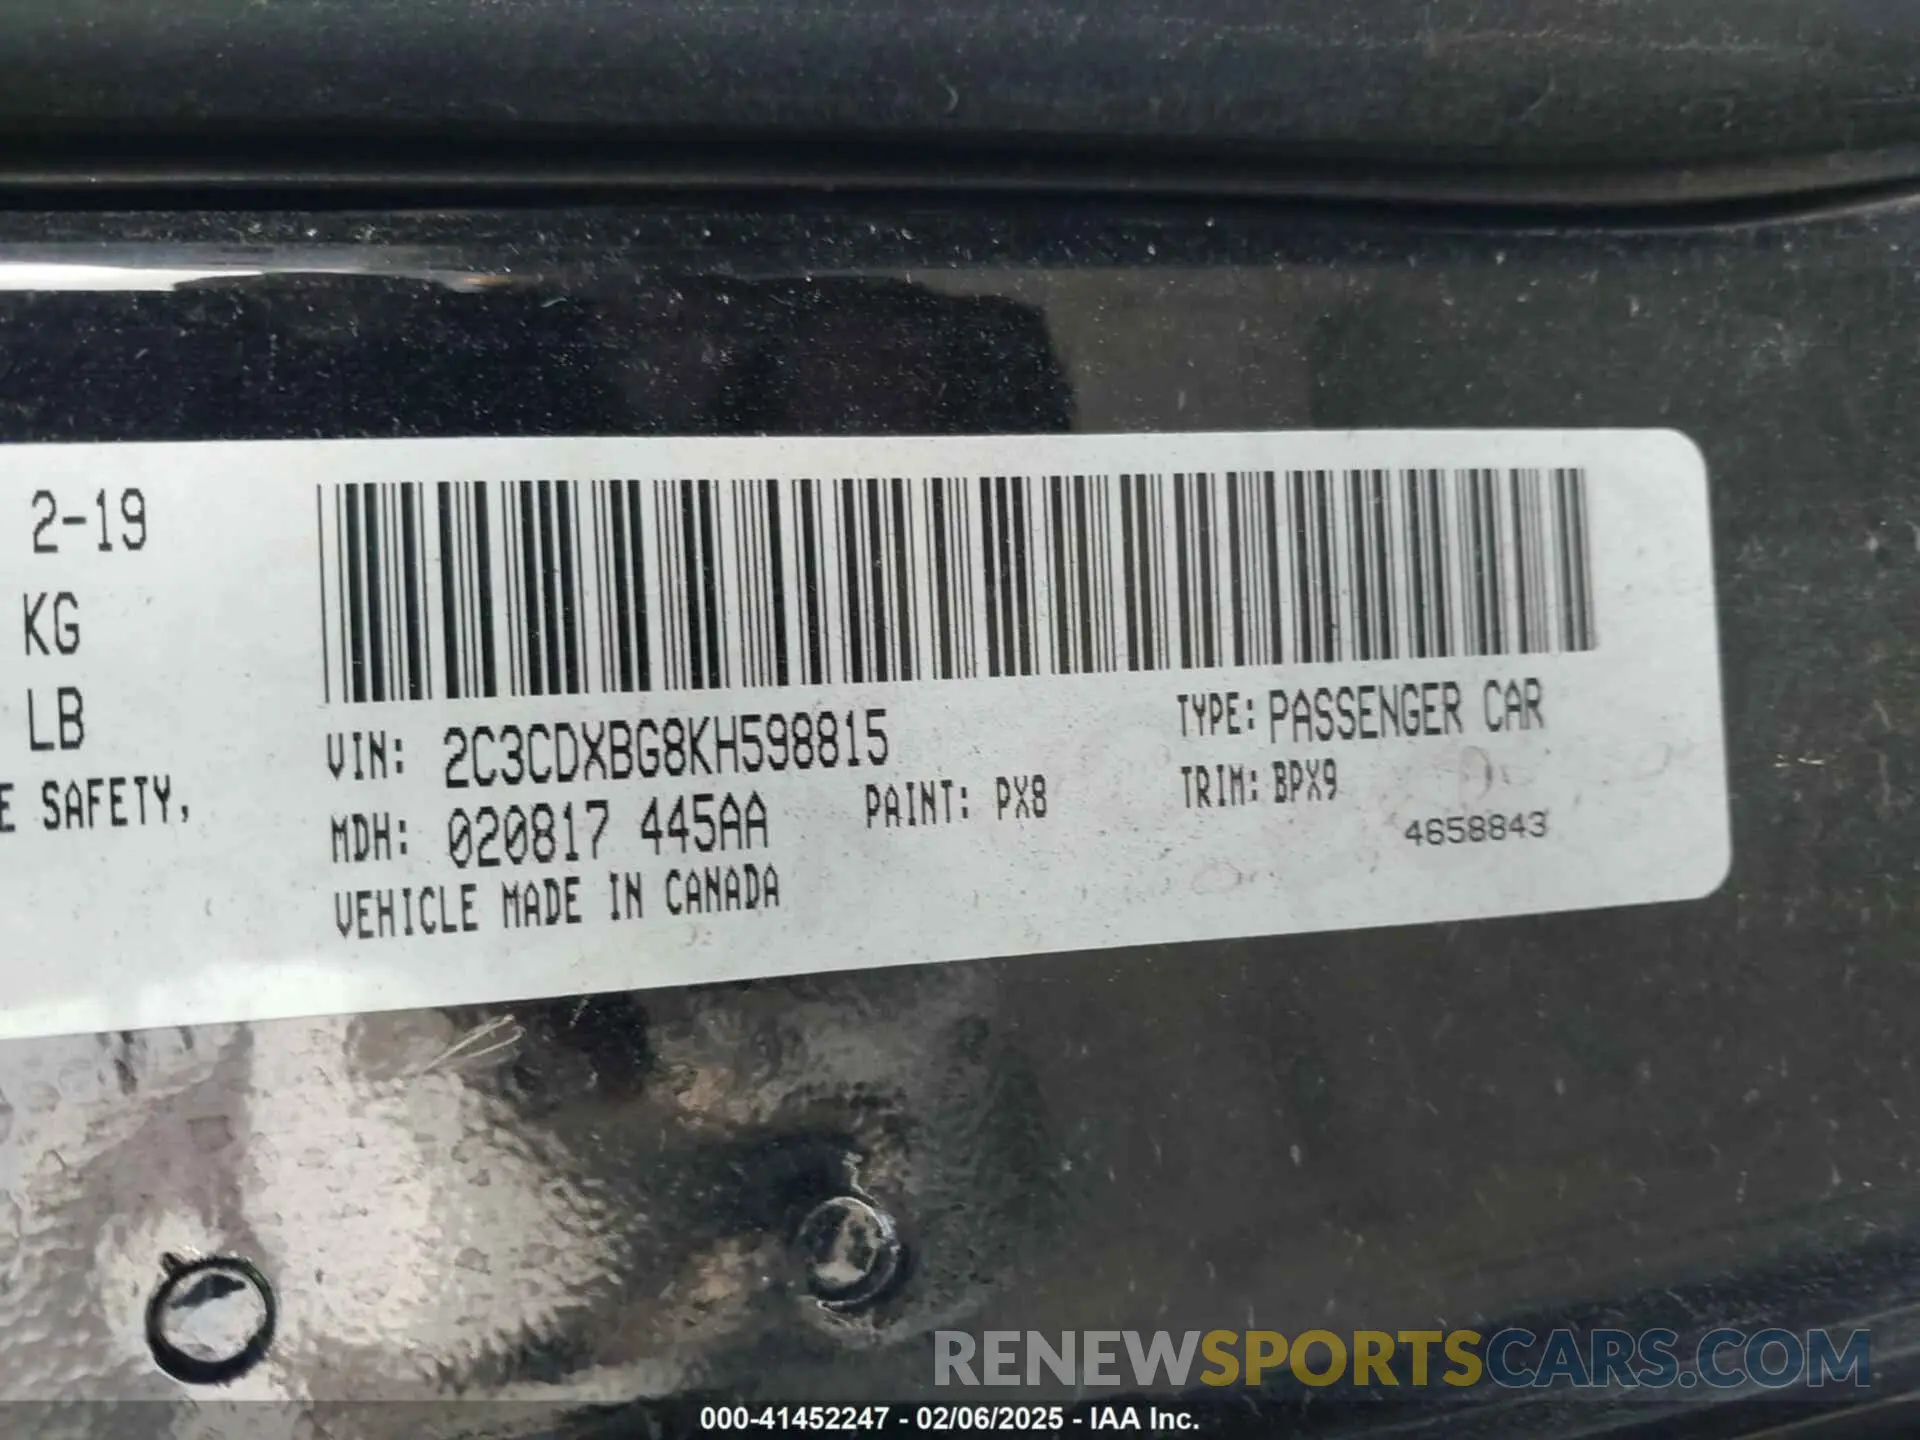 2-19
KG
LB
E SAFETY,
VIN: 2C3CDXBG8KH598815
TYPE: PASSENGER CAR
MDH: 020817 445AA
PAINT: PX8
TRIM: BPX9
4658843
VEHICLE MADE IN CANADA
RENEWSPORTSCARS.COM
000-41452247 - 02/06/2025 - IAA Inc.